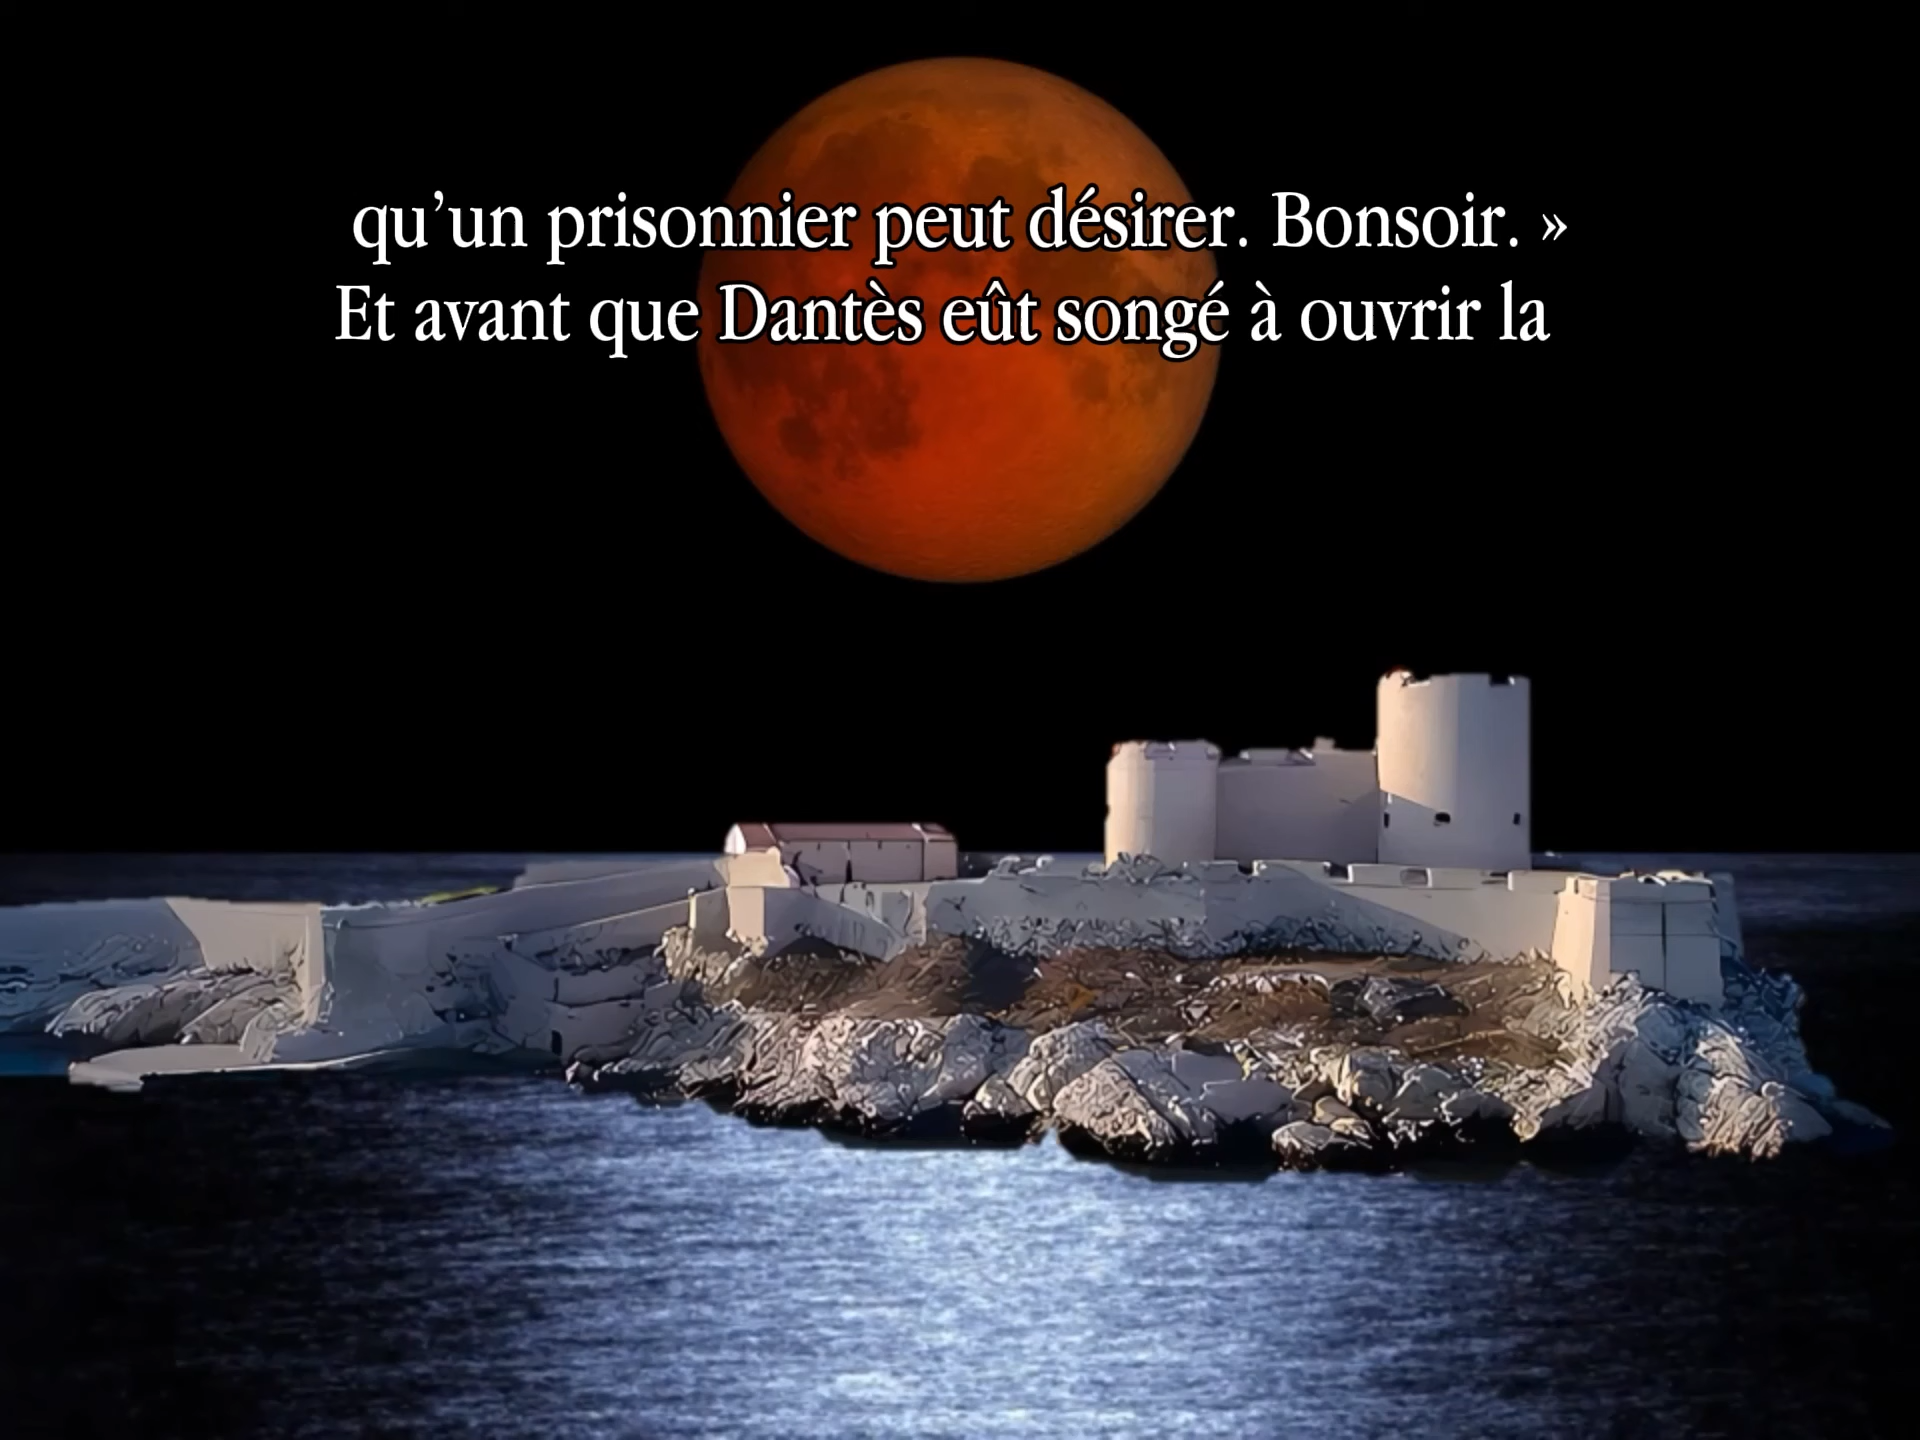 qu’un prisonnier peut désirer. Bonsoir. »
Et avant que Dantès eût songé à ouvrir la